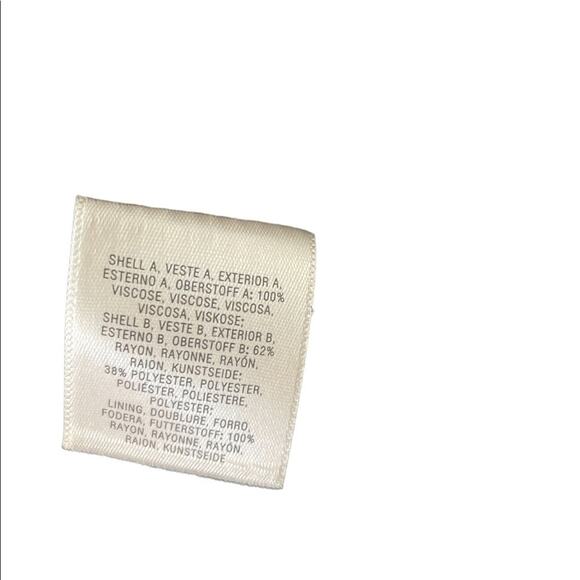 SHELL A, VESTE A, EXTERIOR A,
ESTERNO A, OBERSTOFF A: 100%
VISCOSE, VISCOSE, VISCOSA,
VISCOSA, VISKOSE;
SHELL B, VESTE B, EXTERIOR B,
ESTERNO B, OBERSTOFF B: 62%
RAYON, RAYONNE, RAYÓN,
RAION, KUNSTSEIDE;
38% POLYESTER, POLYESTER,
POLIÉSTER, POLIESTERE,
POLYESTER;
LINING, DOUBLURE, FORRO,
FODERA, FUTTERSTOFF: 100%
RAYON, RAYONNE, RAYÓN,
RAION, KUNSTSEIDE